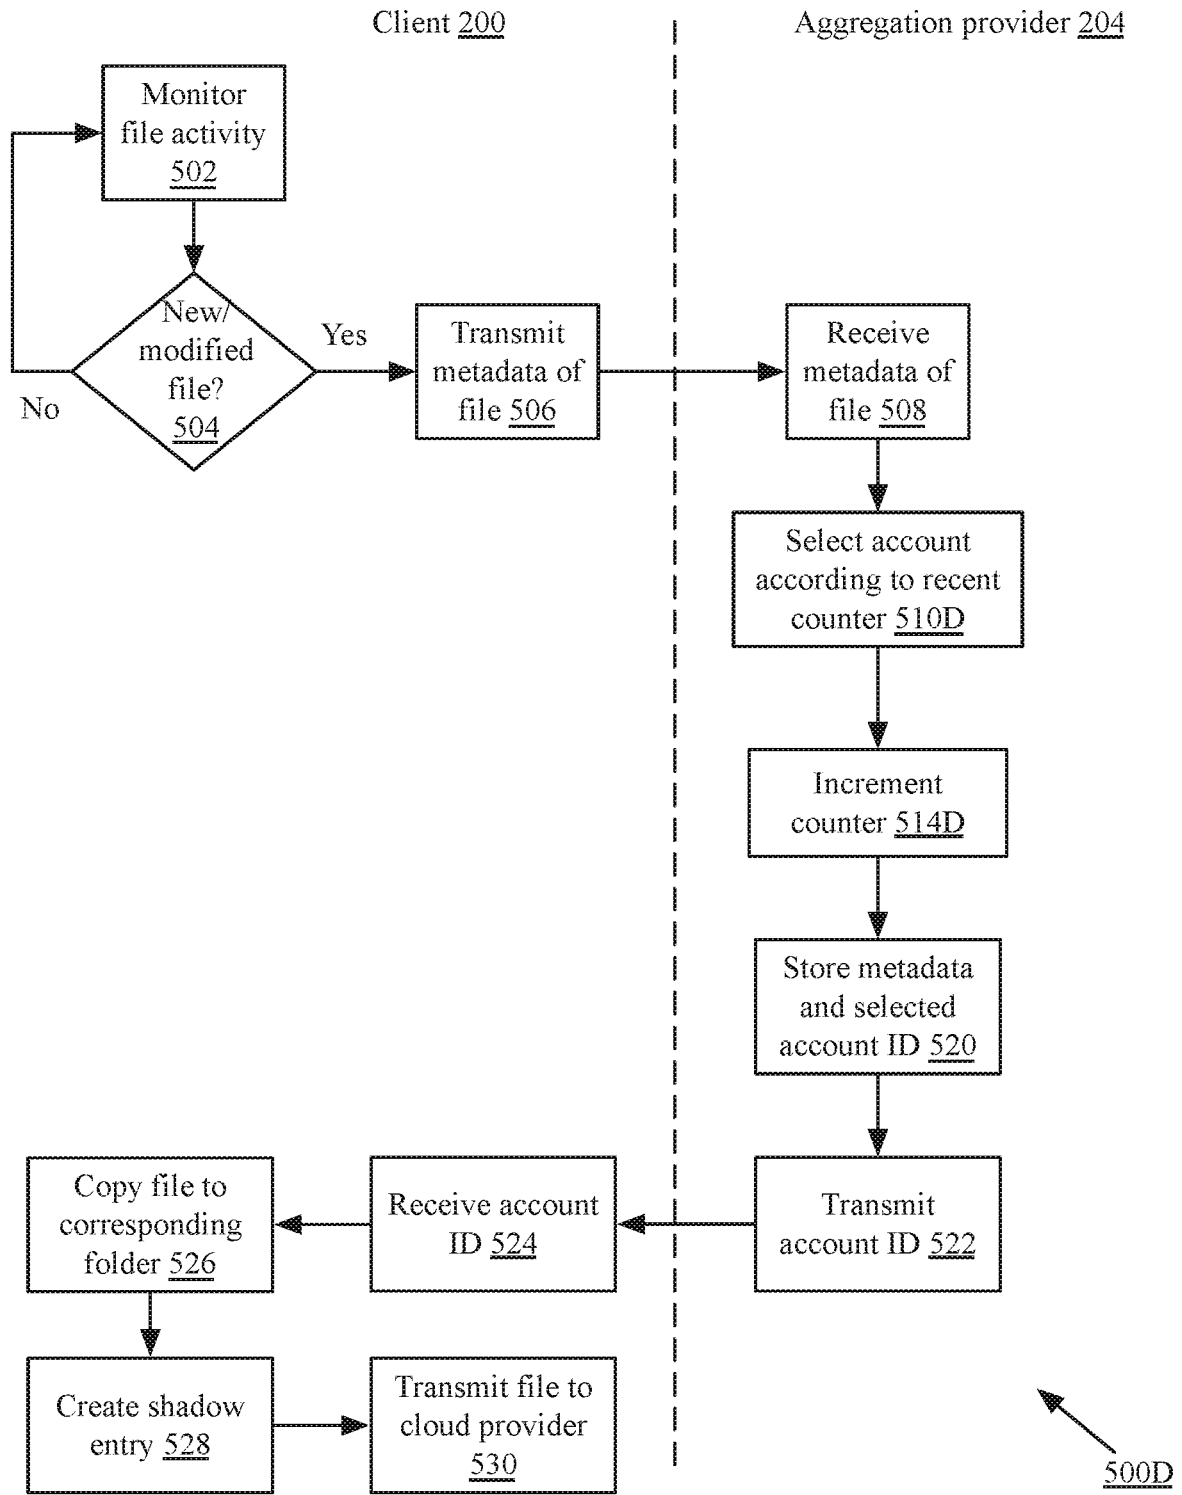 Client 200
Aggregation provider 204
Monitor
file activity
502
New/
modified
file?
504
Yes
No
Transmit
metadata of
file 506
Receive
metadata of
file 508
Select account
according to recent
counter 510D
Increment
counter 514D
Store metadata
and selected
account ID 520
Transmit
account ID 522
Receive account
ID 524
Copy file to
corresponding
folder 526
Create shadow
entry 528
Transmit file to
cloud provider
530
500D